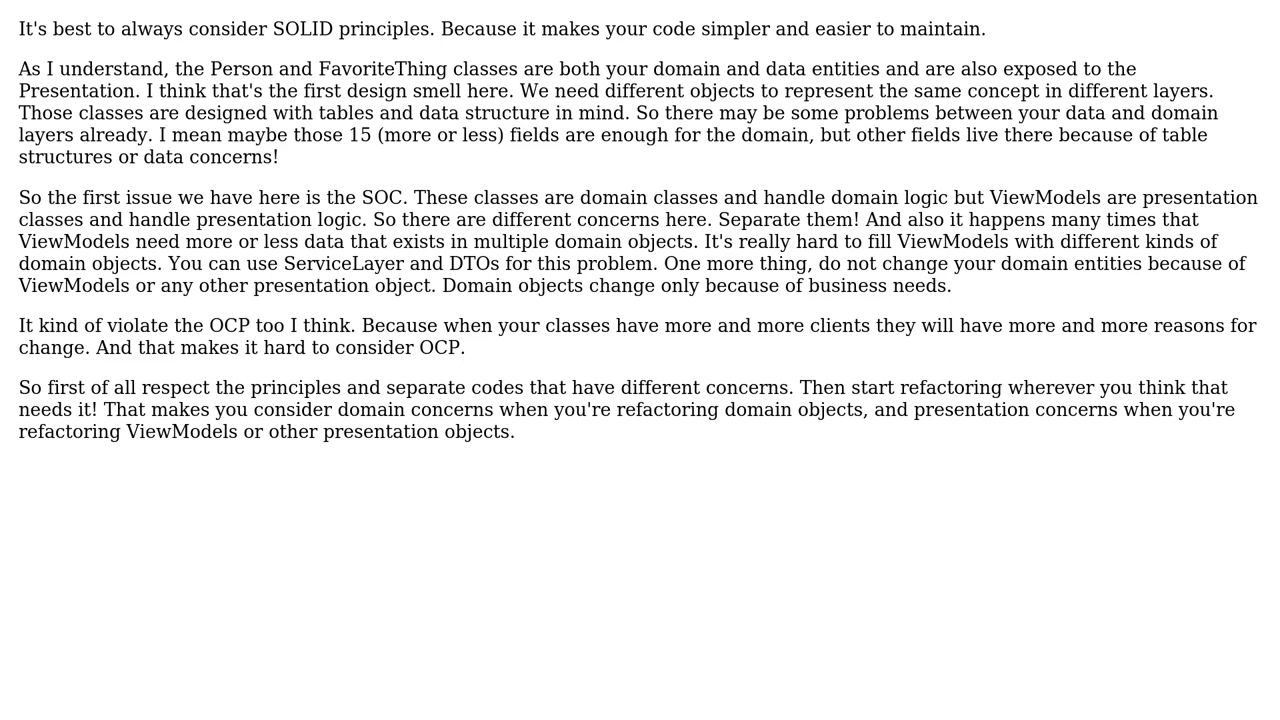 It's best to always consider SOLID principles. Because it makes your code simpler and easier to maintain.
As I understand, the Person and FavoriteThing classes are both your domain and data entities and are also exposed to the
Presentation. I think that's the first design smell here. We need different objects to represent the same concept in different layers.
Those classes are designed with tables and data structure in mind. So there may be some problems between your data and domain
layers already. I mean maybe those 15 (more or less) fields are enough for the domain, but other fields live there because of table
structures or data concerns!
So the first issue we have here is the SOC. These classes are domain classes and handle domain logic but ViewModels are presentation
classes and handle presentation logic. So there are different concerns here. Separate them! And also it happens many times that
ViewModels need more or less data that exists in multiple domain objects. It's really hard to fill ViewModels with different kinds of
domain objects. You can use ServiceLayer and DTOs for this problem. One more thing, do not change your domain entities because of
ViewModels or any other presentation object. Domain objects change only because of business needs.
It kind of violate the OCP too I think. Because when your classes have more and more clients they will have more and more reasons for
change. And that makes it hard to consider OCP.
So first of all respect the principles and separate codes that have different concerns. Then start refactoring wherever you think that
needs it! That makes you consider domain concerns when you're refactoring domain objects, and presentation concerns when you're
refactoring ViewModels or other presentation objects.